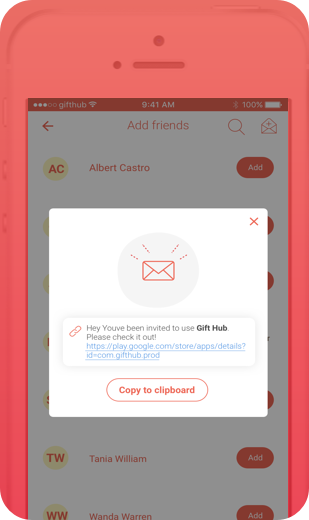 gifthub 9:41 AM 100%
Add friends
AC Albert Castro Add
Hey Youve been invited to use Gift Hub.
Please check it out!
https://play.google.com/store/apps/details?
id=com.gifthub.prod
Copy to clipboard
TW Tania William Add
WW Wanda Warren Add